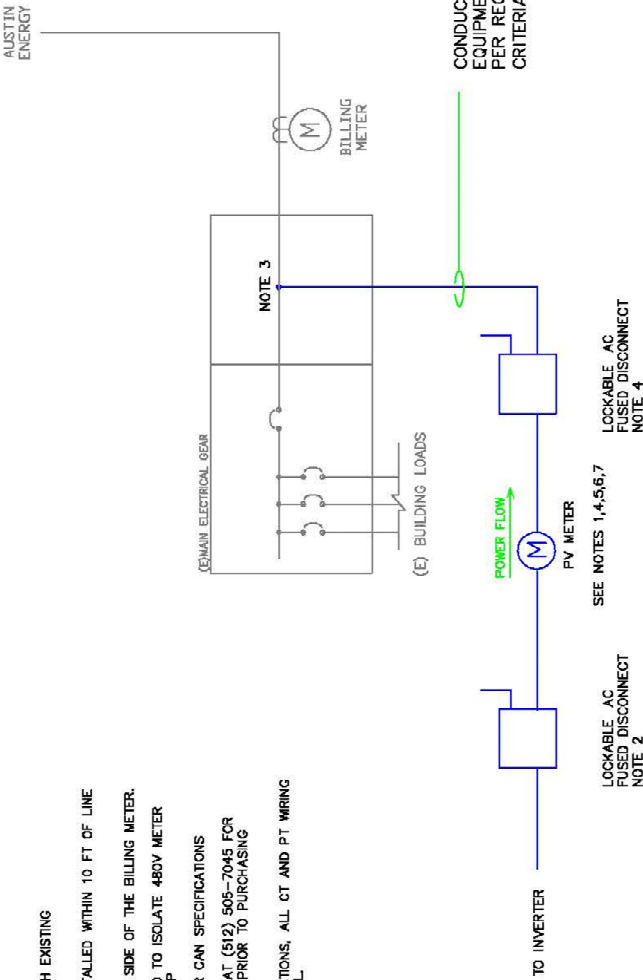 AUSTIN
ENERGY
H EXISTING
TALLED WITHIN 10 FT OF LINE
SIDE OF THE BILLING METER.
TO ISOLATE 480V METER
P
R CAN SPECIFICATIONS
AT (512) 505-7045 FOR
PRIOR TO PURCHASING
TIONS, ALL CT AND PT WIRING
L
(E)MAIN ELECTRICAL GEAR
NOTE 3
M
BILLING
METER
(E) BUILDING LOADS
CONDUC
EQUIPME
PER REC
CRITERIA
POWER FLOW
M
PV METER
SEE NOTES 1,4,5,6,7
LOCKABLE AC
FUSED DISCONNECT
NOTE 4
LOCKABLE AC
FUSED DISCONNECT
NOTE 2
TO INVERTER